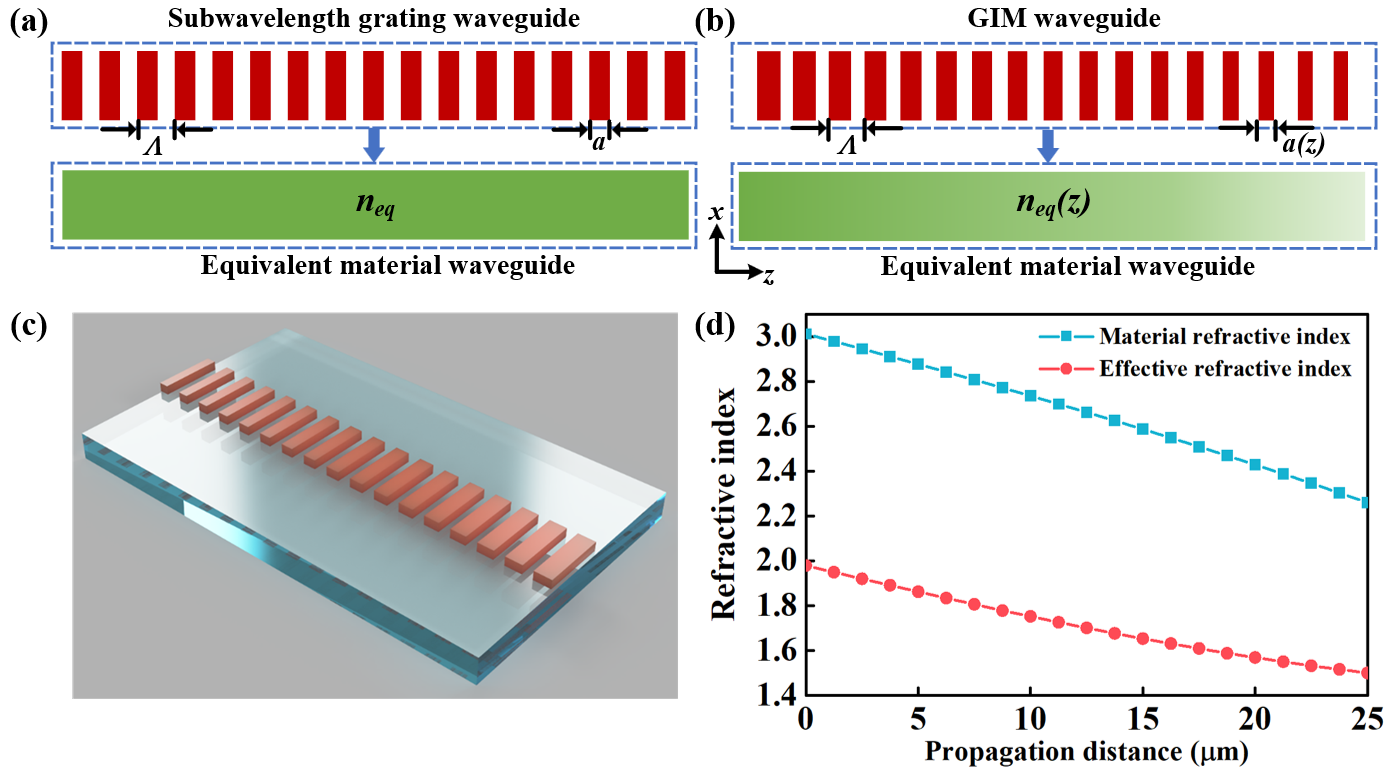 (a)
Subwavelength grating waveguide
Λ
a
n_eq
Equivalent material waveguide
(b)
GIM waveguide
Λ
a(z)
n_eq(z)
Equivalent material waveguide
x
z
(c)
(d)
Refractive index
3.0
2.8
2.6
2.4
2.2
2.0
1.8
1.6
1.4
Material refractive index
Effective refractive index
0 5 10 15 20 25
Propagation distance (μm)